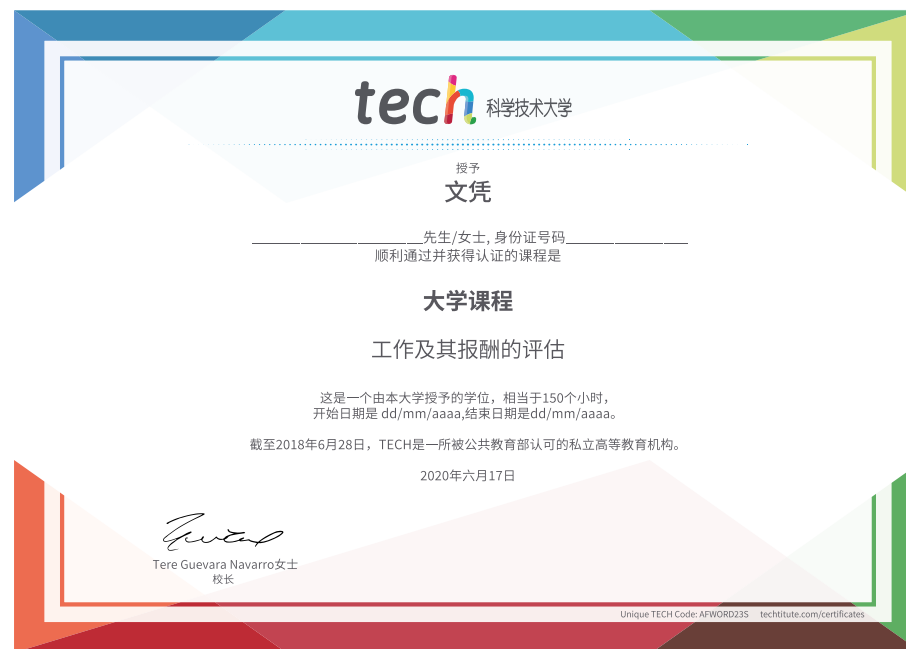 tech 科学技术大学
授予
文凭
______________________先生/女士, 身份证号码________________
顺利通过并获得认证的课程是
大学课程
工作及其报酬的评估
这是一个由本大学授予的学位，相当于150个小时，
开始日期是 dd/mm/aaaa,结束日期是dd/mm/aaaa。
截至2018年6月28日，TECH是一所被公共教育部认可的私立高等教育机构。
2020年六月17日
Tere Guevara Navarro女士
校长
Unique TECH Code: AFWORD23S techtitute.com/certificates